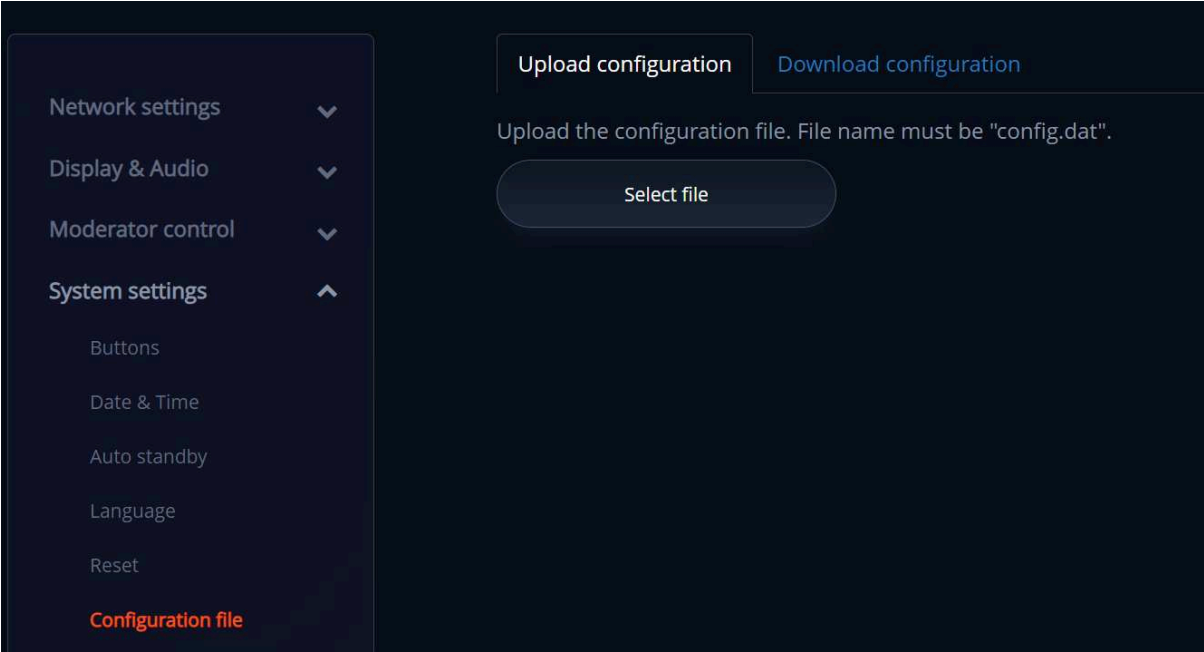 Network settings
Display & Audio
Moderator control
System settings
Buttons
Date & Time
Auto standby
Language
Reset
Configuration file
Upload configuration
Download configuration
Upload the configuration file. File name must be "config.dat".
Select file